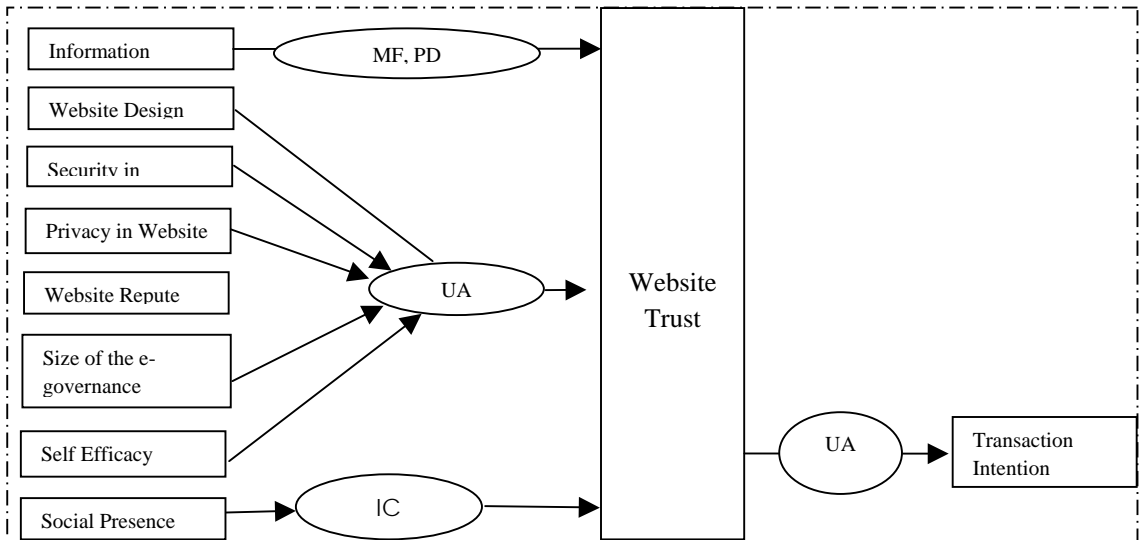 Information
MF, PD
Website Design
Security in
Privacy in Website
Website Repute
UA
Website
Trust
Size of the e-
governance
Self Efficacy
UA
Transaction
Intention
Social Presence
IC